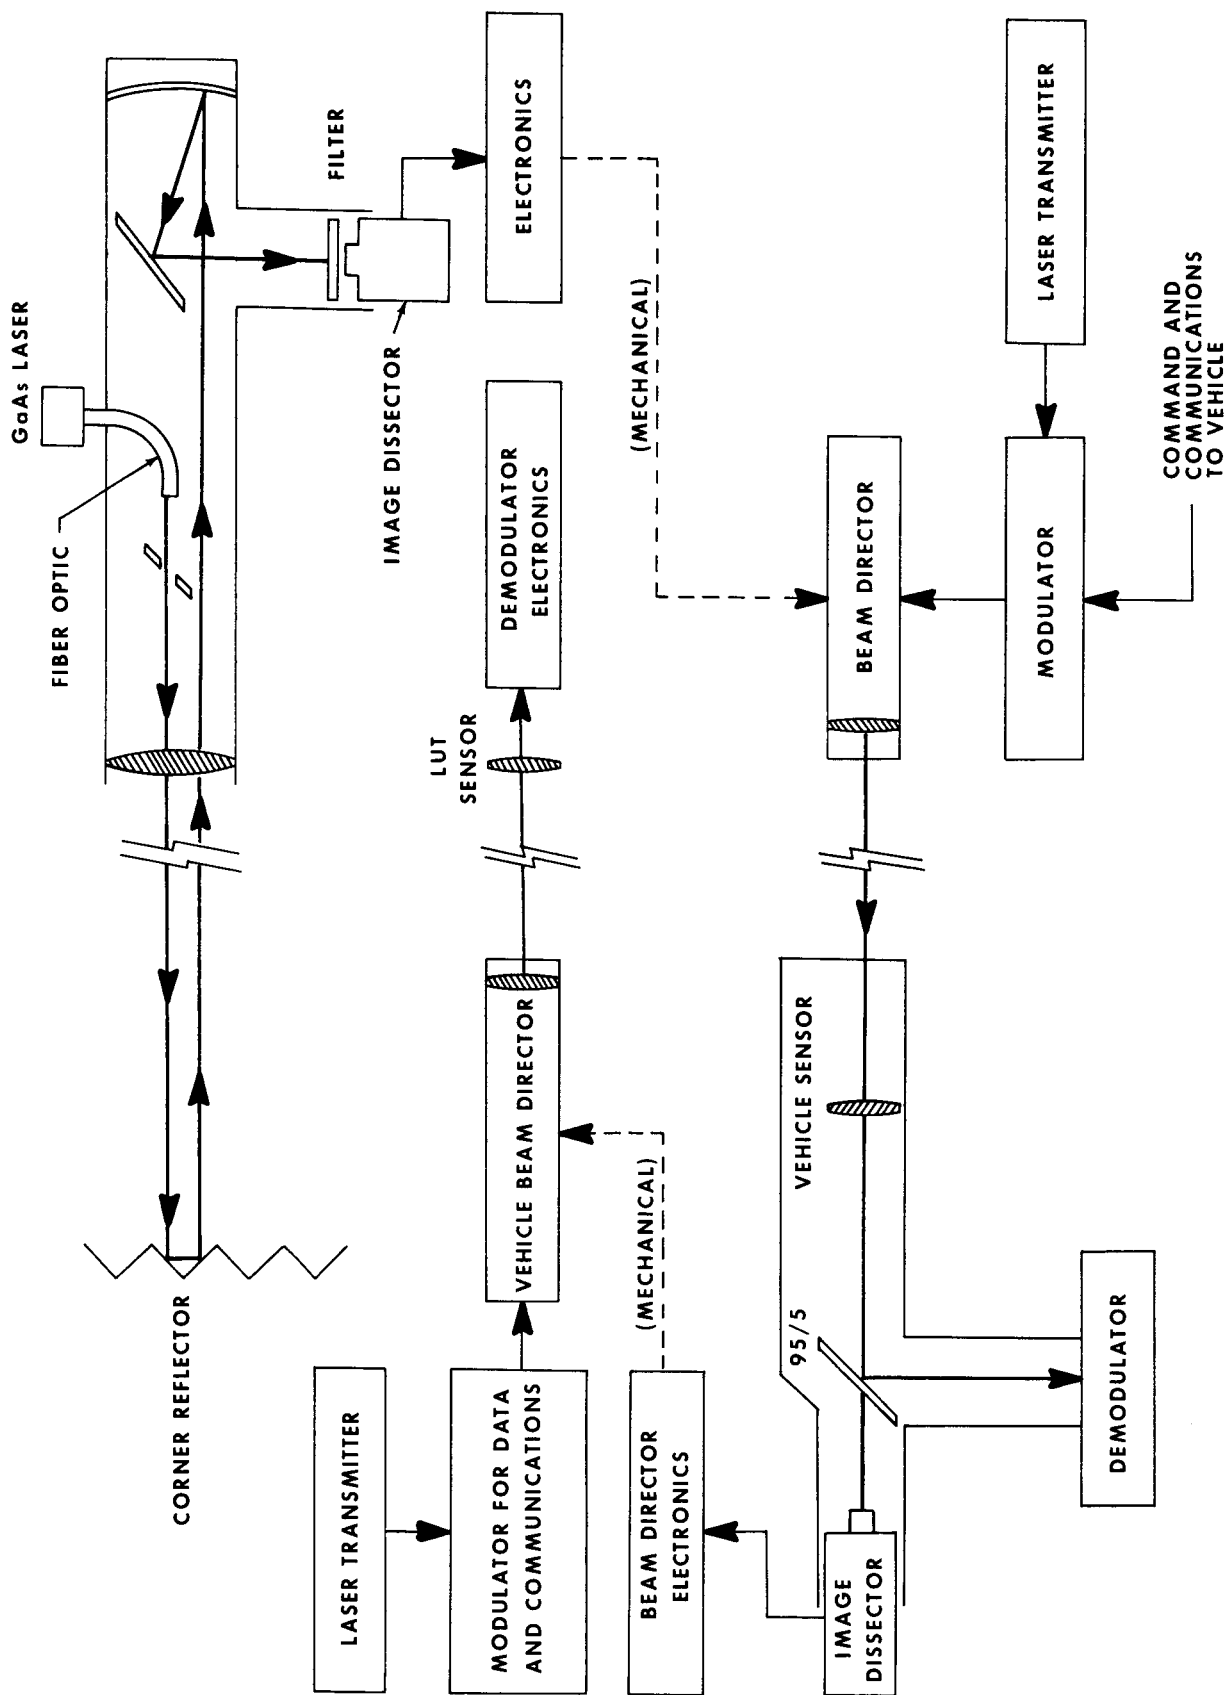 GaAs LASER
FIBER OPTIC
CORNER REFLECTOR
FILTER
LASER TRANSMITTER
IMAGE DISSECTOR
LUT
SENSOR
MODULATOR FOR DATA
AND COMMUNICATIONS
VEHICLE BEAM DIRECTOR
DEMODULATOR
ELECTRONICS
ELECTRONICS
(MECHANICAL)
(MECHANICAL)
BEAM DIRECTOR
ELECTRONICS
95/5
VEHICLE SENSOR
IMAGE
DISSECTOR
BEAM DIRECTOR
MODULATOR
LASER TRANSMITTER
DEMODULATOR
COMMAND AND
COMMUNICATIONS
TO VEHICLE